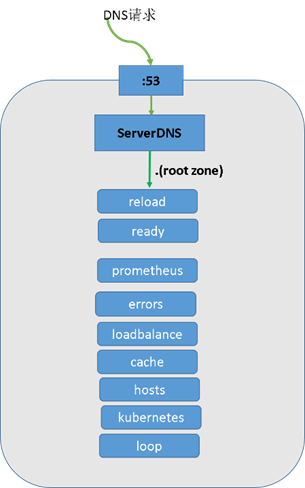 DNS请求
:53
ServerDNS
.(root zone)
reload
ready
prometheus
errors
loadbalance
cache
hosts
kubernetes
loop